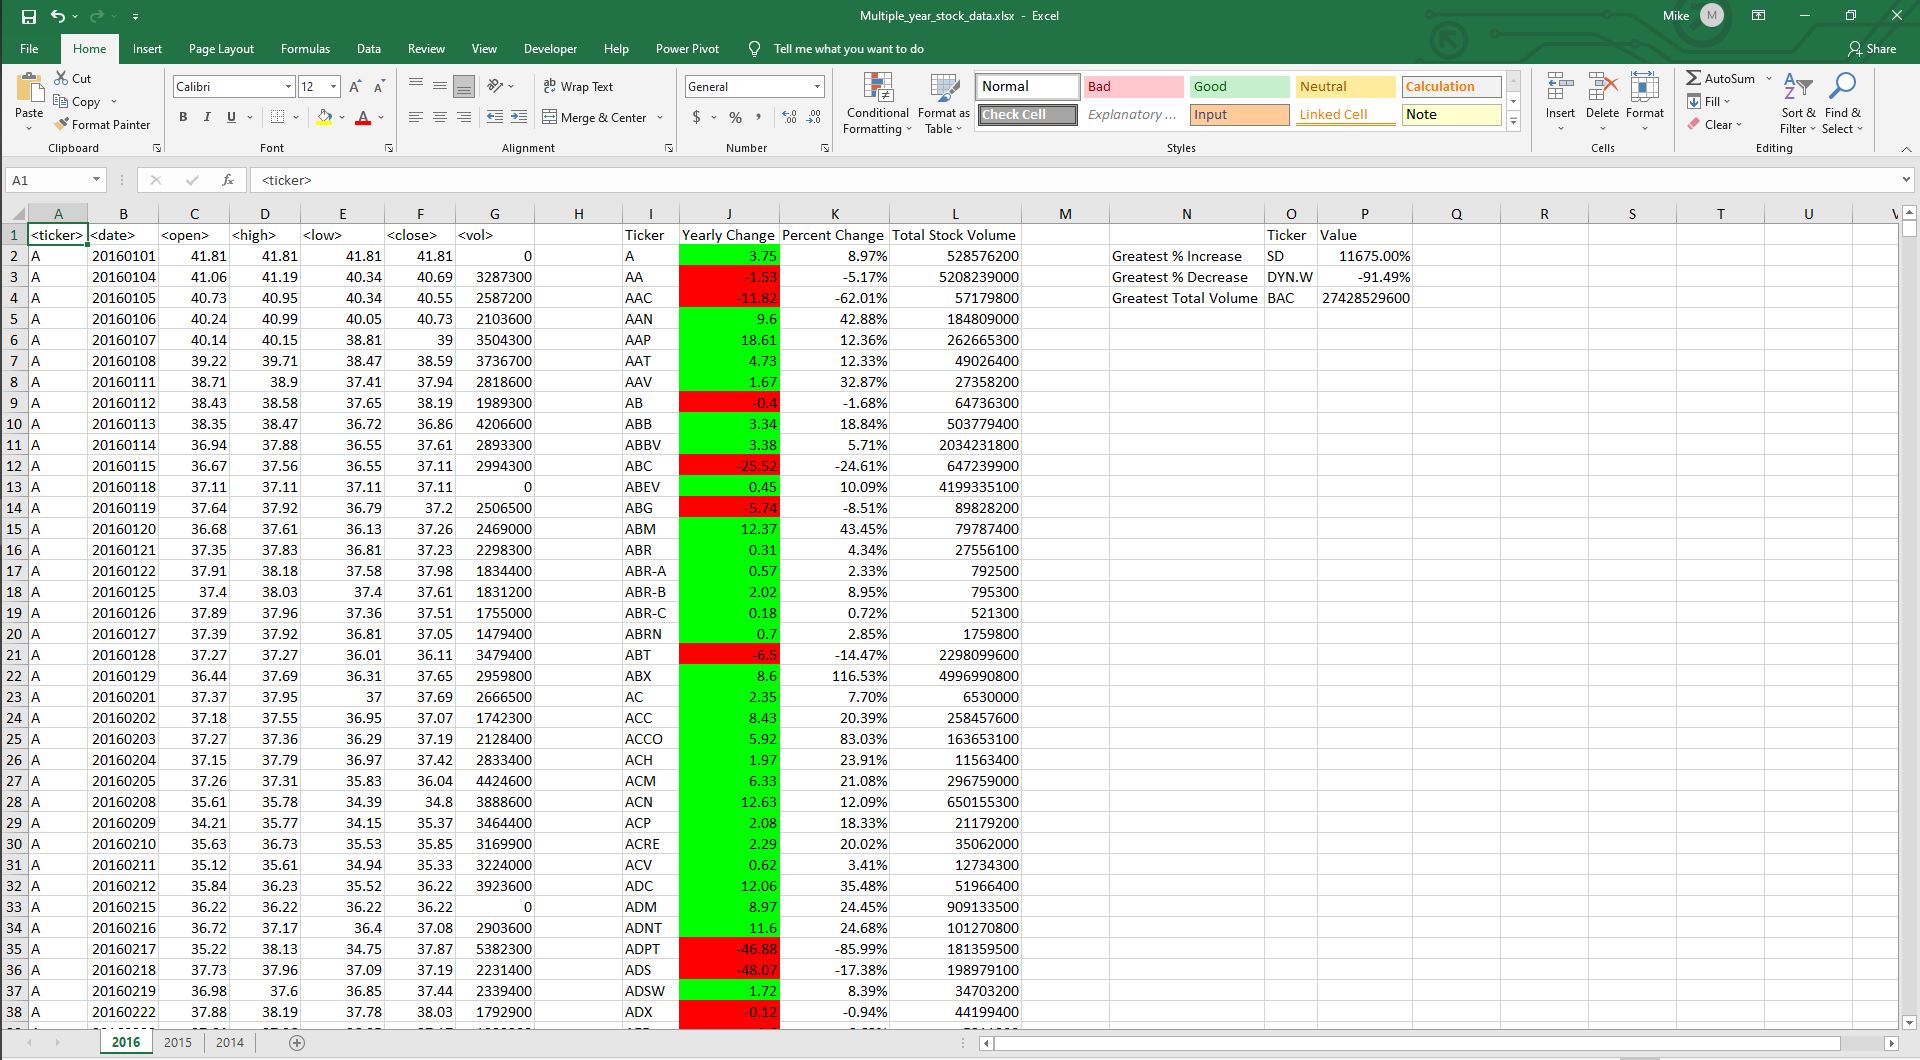 Multiple_year_stock_data.xlsx - Excel
Mike M
File Home Insert Page Layout Formulas Data Review View Developer Help Power Pivot Tell me what you want to do Share
Paste
Cut
Copy
Format Painter
Clipboard
Calibri 12
B I U
Font
Wrap Text
Merge & Center
Alignment
General
$ % ,
Number
Conditional Formatting
Format as Table
Normal Bad Good Neutral Calculation
Check Cell Explanatory ... Input Linked Cell Note
Styles
Insert Delete Format
Cells
AutoSum
Fill
Clear
Sort & Filter
Find & Select
Editing
A1 fx <ticker>
A B C D E F G H I J K L M N O P Q R S T U V
1 <ticker> <date> <open> <high> <low> <close> <vol> Ticker Yearly Change Percent Change Total Stock Volume Ticker Value
2 A 20160101 41.81 41.81 41.81 41.81 0 A 3.75 8.97% 528576200 Greatest % Increase SD 11675.00%
3 A 20160104 41.06 41.19 40.34 40.69 3287300 AA -1.53 -5.17% 5208239000 Greatest % Decrease DYN.W -91.49%
4 A 20160105 40.73 40.95 40.34 40.55 2587200 AAC -11.82 -62.01% 57179800 Greatest Total Volume BAC 27428529600
5 A 20160106 40.24 40.99 40.05 40.73 2103600 AAN 9.6 42.88% 184809000
6 A 20160107 40.14 40.15 38.81 39 3504300 AAP 18.61 12.36% 262665300
7 A 20160108 39.22 39.71 38.47 38.59 3736700 AAT 4.73 12.33% 49026400
8 A 20160111 38.71 38.9 37.41 37.94 2818600 AAV 1.67 32.87% 27358200
9 A 20160112 38.43 38.58 37.65 38.19 1989300 AB -0.4 -1.68% 64736300
10 A 20160113 38.35 38.47 36.72 36.86 4206600 ABB 3.34 18.84% 503779400
11 A 20160114 36.94 37.88 36.55 37.61 2893300 ABBV 3.38 5.71% 2034231800
12 A 20160115 36.67 37.56 36.55 37.11 2994300 ABC -25.52 -24.61% 647239900
13 A 20160118 37.11 37.11 37.11 37.11 0 ABEV 0.45 10.09% 4199335100
14 A 20160119 37.64 37.92 36.79 37.2 2506500 ABG -5.74 -8.51% 89828200
15 A 20160120 36.68 37.61 36.13 37.26 2469000 ABM 12.37 43.45% 79787400
16 A 20160121 37.35 37.83 36.81 37.23 2298300 ABR 0.31 4.34% 27556100
17 A 20160122 37.91 38.18 37.58 37.98 1834400 ABR-A 0.57 2.33% 792500
18 A 20160125 37.4 38.03 37.4 37.61 1831200 ABR-B 2.02 8.95% 795300
19 A 20160126 37.89 37.96 37.36 37.51 1755000 ABR-C 0.18 0.72% 521300
20 A 20160127 37.39 37.92 36.81 37.05 1479400 ABRN 0.7 2.85% 1759800
21 A 20160128 37.27 37.27 36.01 36.11 3479400 ABT -6.5 -14.47% 2298099600
22 A 20160129 36.44 37.69 36.31 37.65 2959800 ABX 8.6 116.53% 4996990800
23 A 20160201 37.37 37.95 37 37.69 2666500 AC 2.35 7.70% 6530000
24 A 20160202 37.18 37.55 36.95 37.07 1742300 ACC 8.43 20.39% 258457600
25 A 20160203 37.27 37.36 36.29 37.19 2128400 ACCO 5.92 83.03% 163653100
26 A 20160204 37.15 37.79 36.97 37.42 2833400 ACH 1.97 23.91% 11563400
27 A 20160205 37.26 37.31 35.83 36.04 4424600 ACM 6.33 21.08% 296759000
28 A 20160208 35.61 35.78 34.39 34.8 3888600 ACN 12.63 12.09% 650155300
29 A 20160209 34.21 35.77 34.15 35.37 3464400 ACP 2.08 18.33% 21179200
30 A 20160210 35.63 36.73 35.53 35.85 3169900 ACRE 2.29 20.02% 35062000
31 A 20160211 35.12 35.61 34.94 35.33 3224000 ACV 0.62 3.41% 12734300
32 A 20160212 35.84 36.23 35.52 36.22 3923600 ADC 12.06 35.48% 51966400
33 A 20160215 36.22 36.22 36.22 36.22 0 ADM 8.97 24.45% 909133500
34 A 20160216 36.72 37.17 36.4 37.08 2903600 ADNT 11.6 24.68% 101270800
35 A 20160217 35.22 38.13 34.75 37.87 5382300 ADPT -46.88 -85.99% 181359500
36 A 20160218 37.73 37.96 37.09 37.19 2231400 ADS -48.07 -17.38% 198979100
37 A 20160219 36.98 37.6 36.85 37.44 2339400 ADSW 1.72 8.39% 34703200
38 A 20160222 37.88 38.19 37.78 38.03 1792900 ADX -0.12 -0.94% 44199400
2016 2015 2014